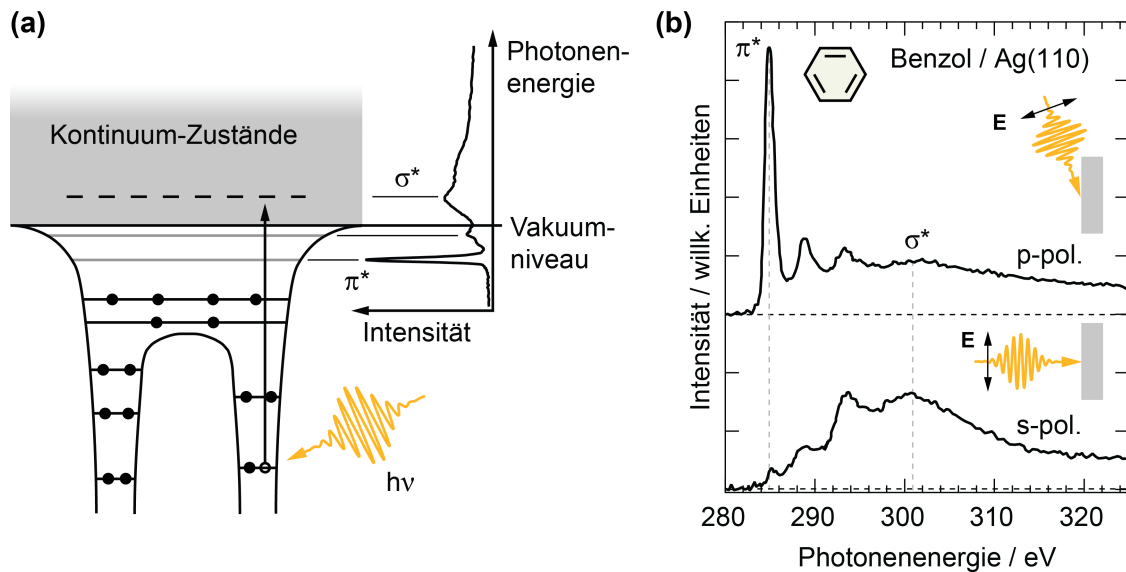 (a)
Photonen-
energie
Kontinuum-Zustände
σ*
Vakuum-
niveau
π*
Intensität
hν
(b)
π*
Benzol / Ag(110)
E
σ*
p-pol.
E
s-pol.
Intensität / willk. Einheiten
280 290 300 310 320
Photonenenergie / eV